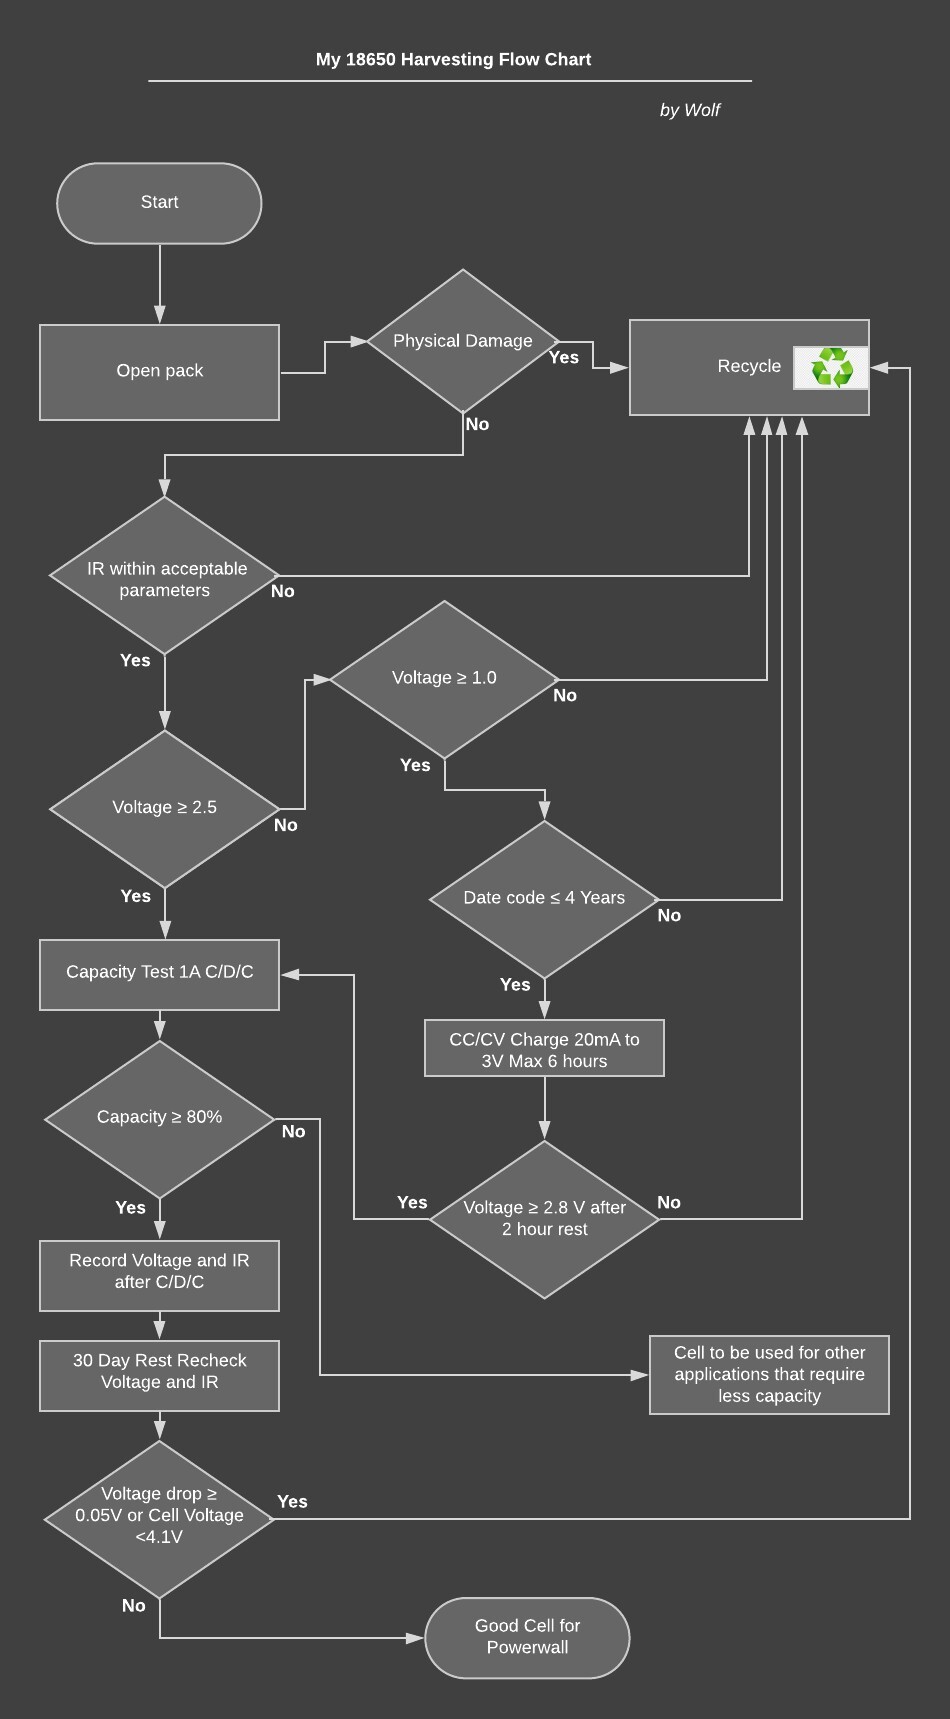 My 18650 Harvesting Flow Chart
by Wolf
Start
Open pack
Physical Damage
Yes
No
Recycle
IR within acceptable
parameters
No
Yes
Voltage ≥ 1.0
No
Yes
Voltage ≥ 2.5
No
Yes
Date code ≤ 4 Years
No
Yes
Capacity Test 1A C/D/C
CC/CV Charge 20mA to
3V Max 6 hours
Capacity ≥ 80%
No
Yes
Voltage ≥ 2.8 V after
2 hour rest
Yes
No
Record Voltage and IR
after C/D/C
30 Day Rest Recheck
Voltage and IR
Cell to be used for other
applications that require
less capacity
Voltage drop ≥
0.05V or Cell Voltage
<4.1V
Yes
No
Good Cell for
Powerwall